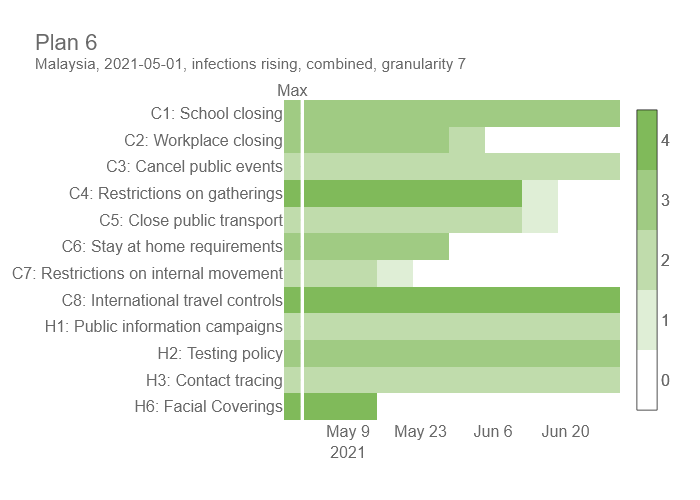 Plan 6
Malaysia, 2021-05-01, infections rising, combined, granularity 7
Max
C1: School closing
C2: Workplace closing
C3: Cancel public events
C4: Restrictions on gatherings
C5: Close public transport
C6: Stay at home requirements
C7: Restrictions on internal movement
C8: International travel controls
H1: Public information campaigns
H2: Testing policy
H3: Contact tracing
H6: Facial Coverings
May 9 May 23 Jun 6 Jun 20
2021
4
3
2
1
0